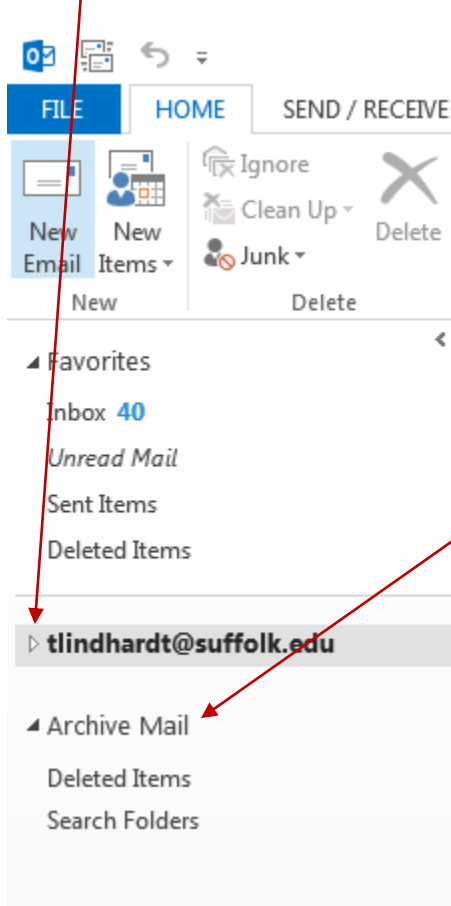 FILE HOME SEND / RECEIVE
New Email
New Items
Ignore
Clean Up
Junk
Delete
New Delete
Favorites
Inbox 40
Unread Mail
Sent Items
Deleted Items
tlindhardt@suffolk.edu
Archive Mail
Deleted Items
Search Folders